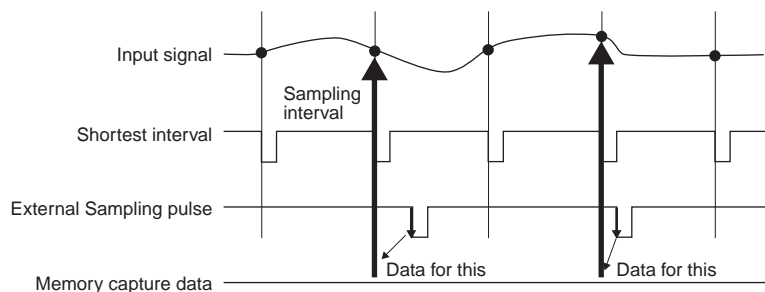 Input signal
Sampling
interval
Shortest interval
External Sampling pulse
Data for this
Data for this
Memory capture data